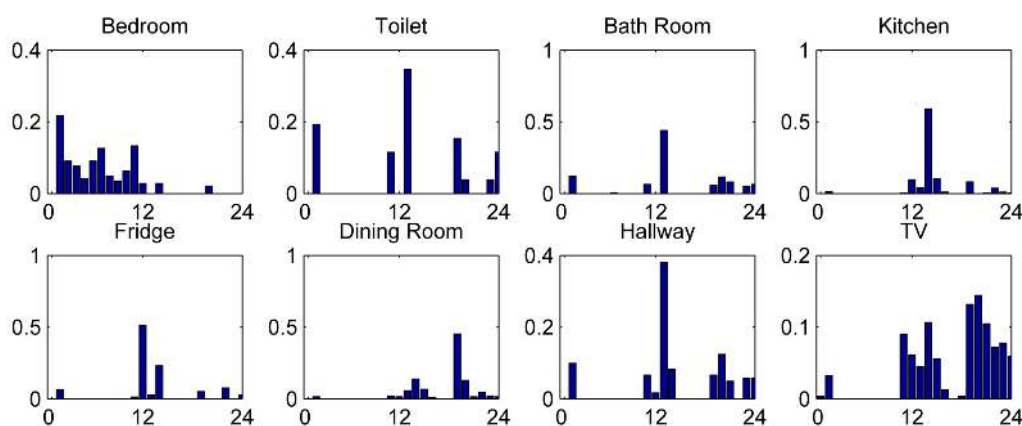 Bedroom Toilet Bath Room Kitchen
0.4 0.4 1 1
0.2 0.2 0.5 0.5
0 0 0 0
0 12 24 0 12 24 0 12 24 0 12 24
Fridge Dining Room Hallway TV
1 1 0.4 0.2
0.5 0.5 0.2 0.1
0 0 0 0
0 12 24 0 12 24 0 12 24 0 12 24